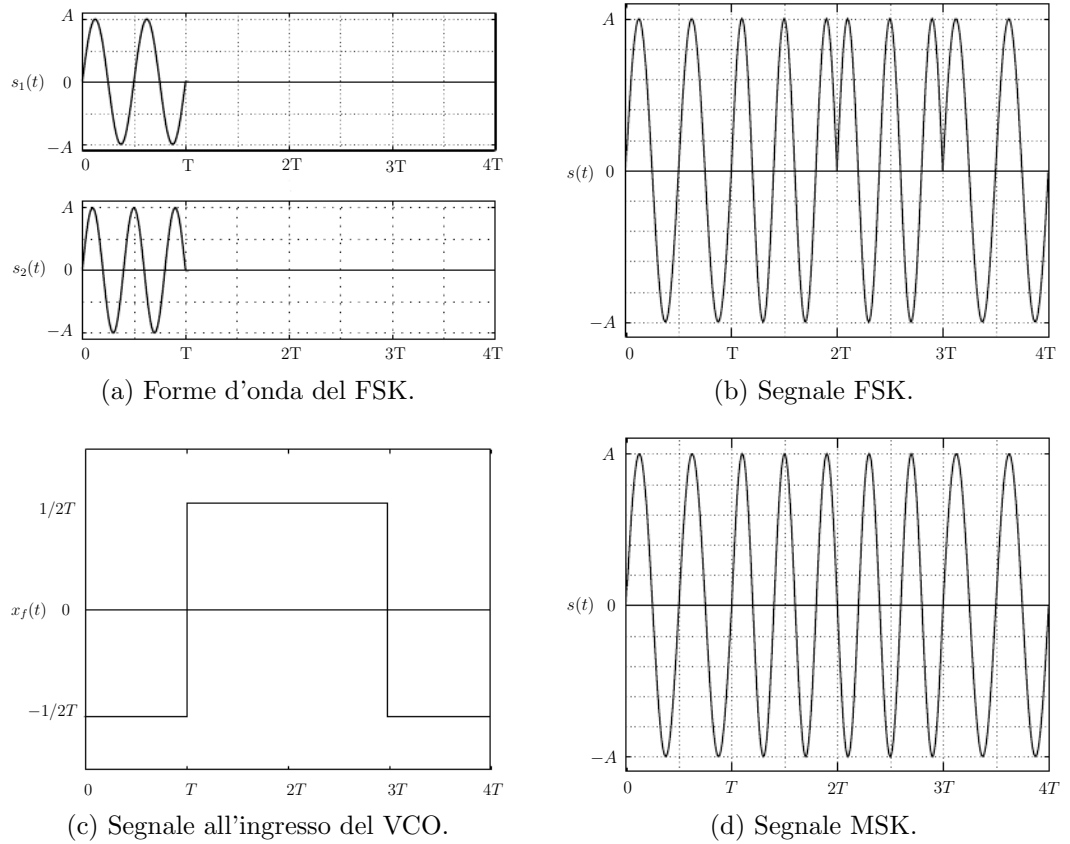 A
s₁(t) 0
−A
0 T 2T 3T 4T
A
s₂(t) 0
−A
0 T 2T 3T 4T
(a) Forme d'onda del FSK.
A
s(t) 0
−A
0 T 2T 3T 4T
(b) Segnale FSK.
1/2T
x_f(t) 0
−1/2T
0 T 2T 3T 4T
(c) Segnale all'ingresso del VCO.
A
s(t) 0
−A
0 T 2T 3T 4T
(d) Segnale MSK.